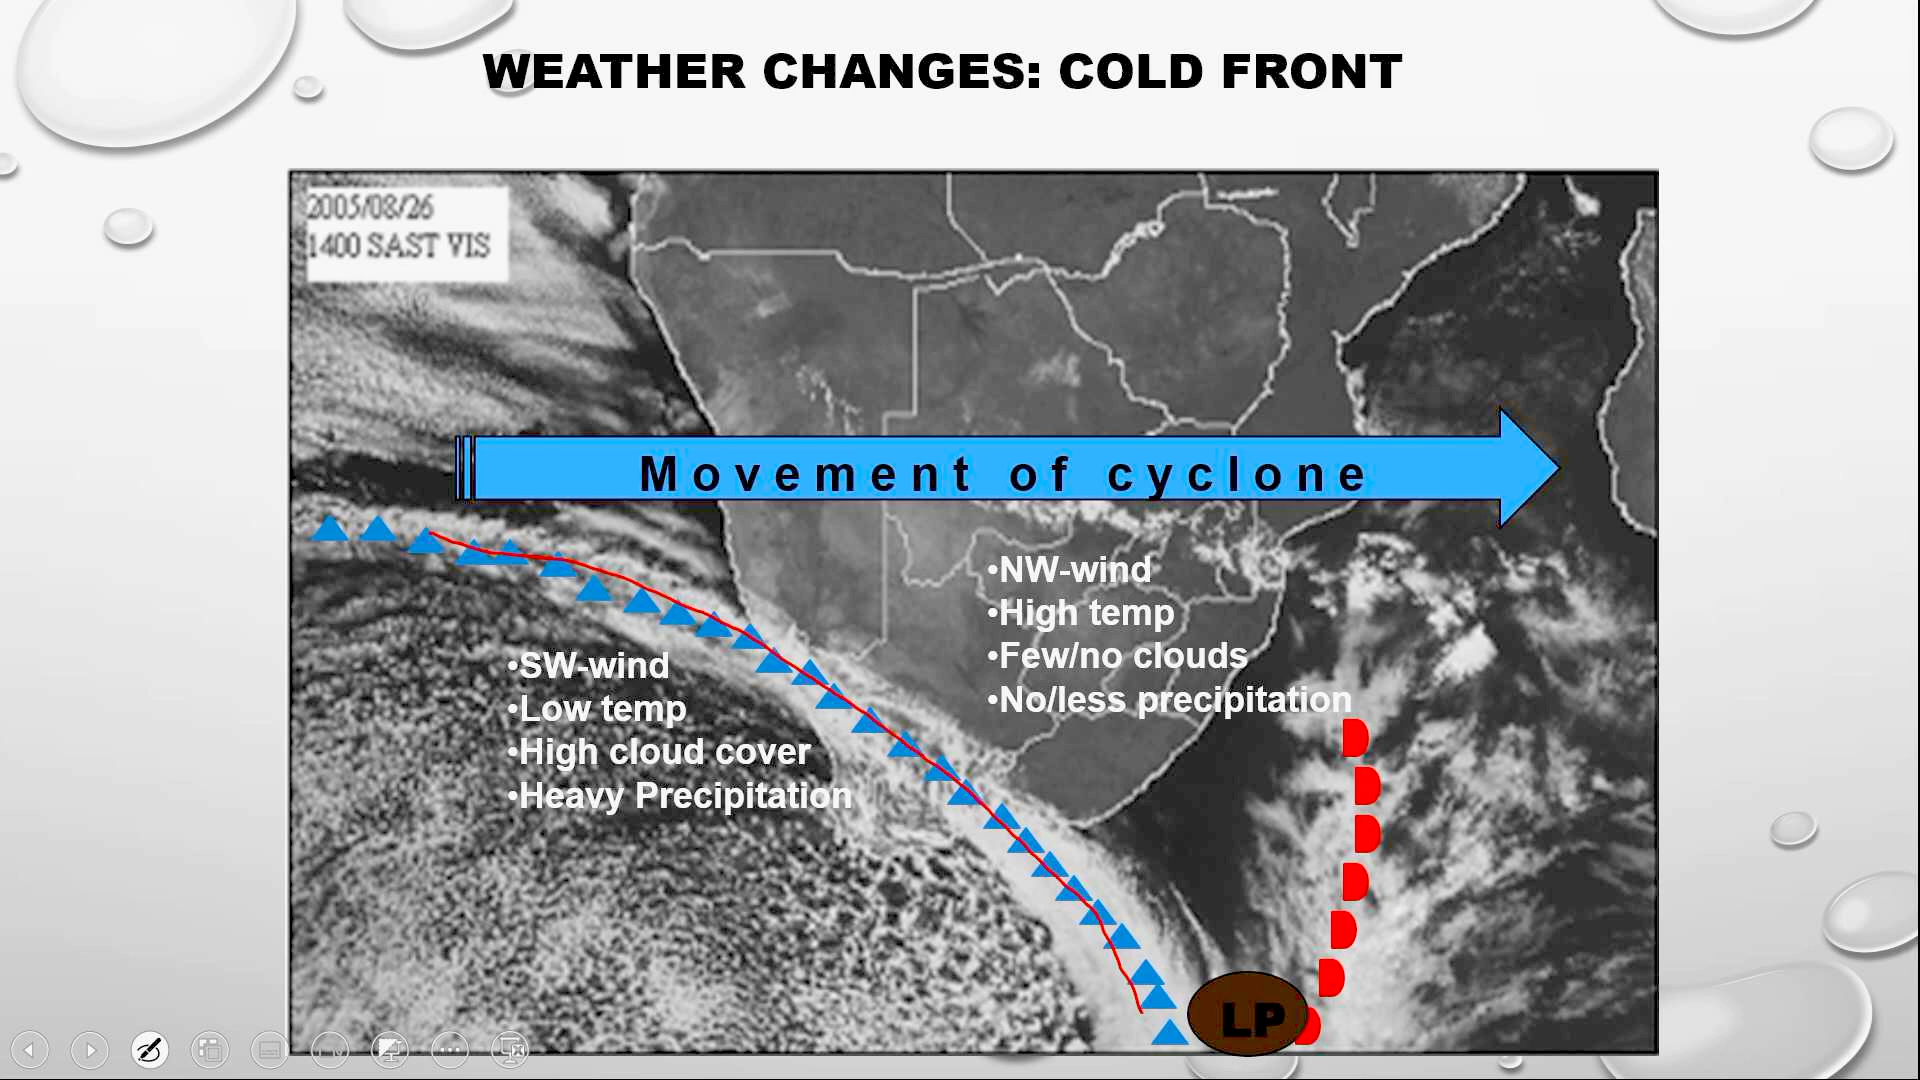 WEATHER CHANGES: COLD FRONT
2005/08/26
1400 SAST VIS
Movement of cyclone
•NW-wind
•High temp
•Few/no clouds
•No/less precipitation
•SW-wind
•Low temp
•High cloud cover
•Heavy Precipitation
LP